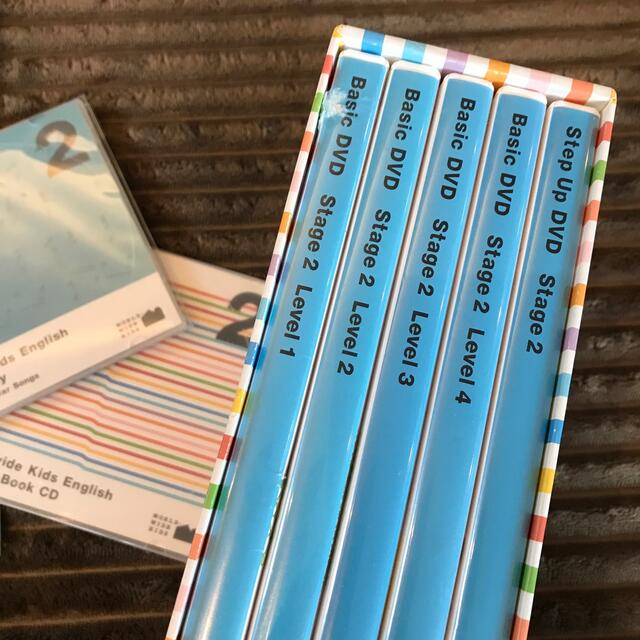 Basic DVD Stage 2 Level 1
Basic DVD Stage 2 Level 2
Basic DVD Stage 2 Level 3
Basic DVD Stage 2 Level 4
Step Up DVD Stage 2
2
ds English
y
ar Songs
WORLD
WIDE
KIDS
2
ide Kids English
Book CD
WORLD
WIDE
KIDS